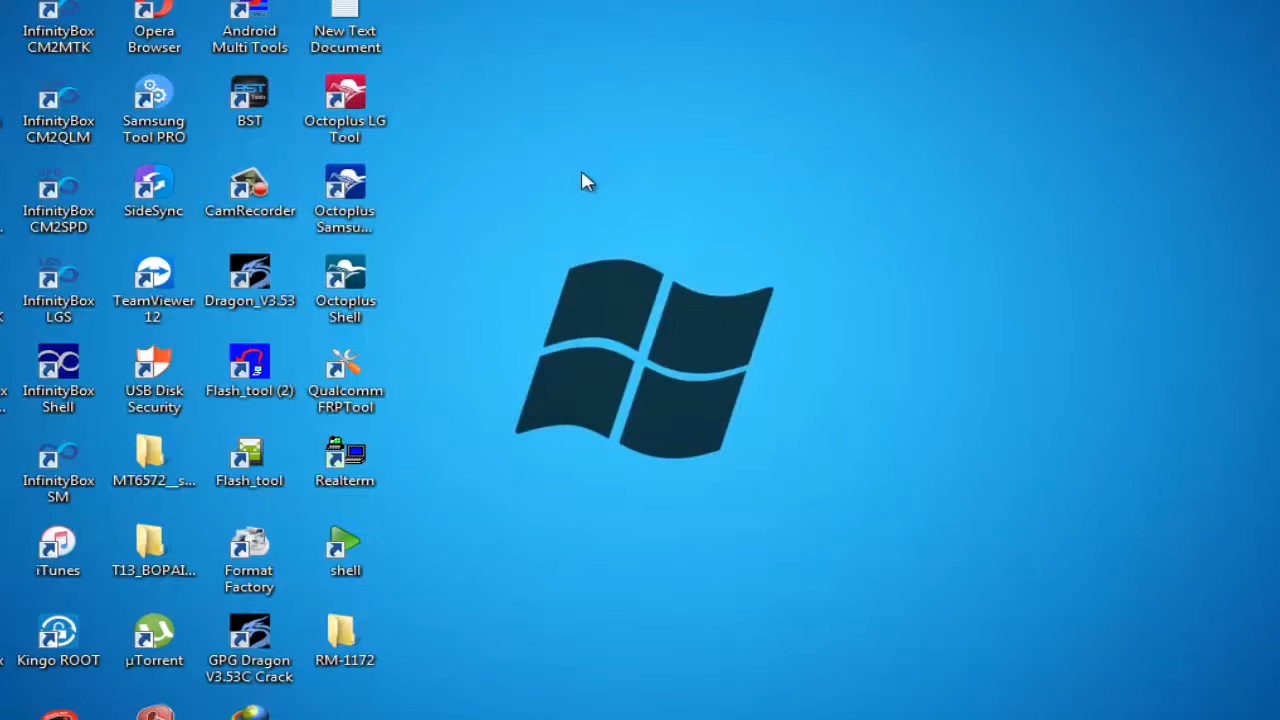 InfinityBox
CM2MTK
Opera
Browser
Android
Multi Tools
New Text
Document
InfinityBox
CM2QLM
Samsung
Tool PRO
BST
BST
Octoplus LG
Tool
InfinityBox
CM2SPD
SideSync
CamRecorder
Octoplus
Samsu...
LGS
InfinityBox
LGS
TeamViewer
12
Dragon_V3.53
Octoplus
Shell
InfinityBox
Shell
USB Disk
Security
Flash_tool (2)
Qualcomm
FRPTool
InfinityBox
SM
MT6572__s...
Flash_tool
Realterm
iTunes
T13_BOPAI...
Format
Factory
shell
Kingo ROOT
µTorrent
GPG Dragon
V3.53C Crack
RM-1172